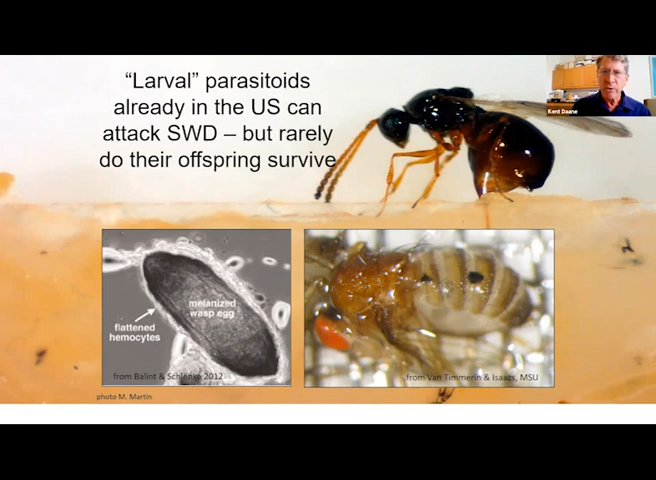 “Larval” parasitoids
already in the US can
attack SWD – but rarely
do their offspring survive
Kent Daane
melanized
wasp egg
flattened
hemocytes
from Balint & Schlenke 2012
from Van Timmerin & Isaacs, MSU
photo M. Martin